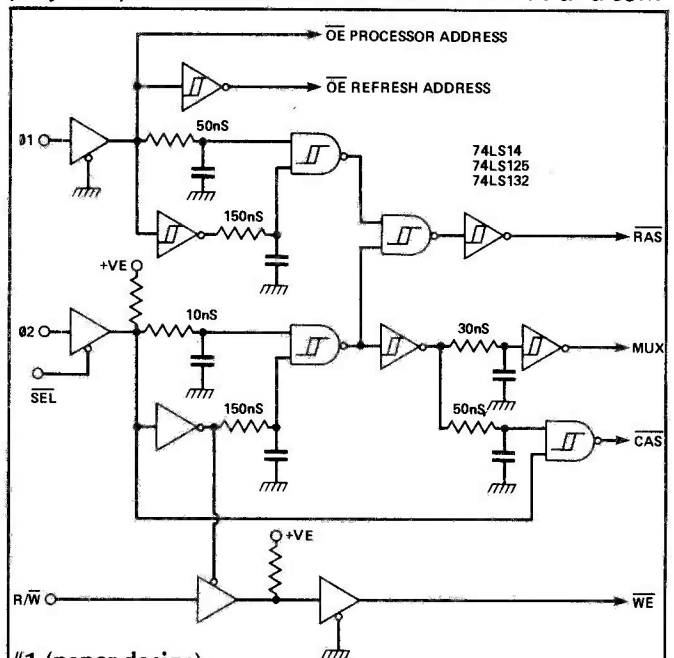 OE PROCESSOR ADDRESS
OE REFRESH ADDRESS
Ø1
50nS
74LS14
74LS125
74LS132
150nS
RAS
+VE
Ø2
10nS
30nS
MUX
SEL
150nS
50nS
CAS
+VE
R/W
WE
#1 (paper design)